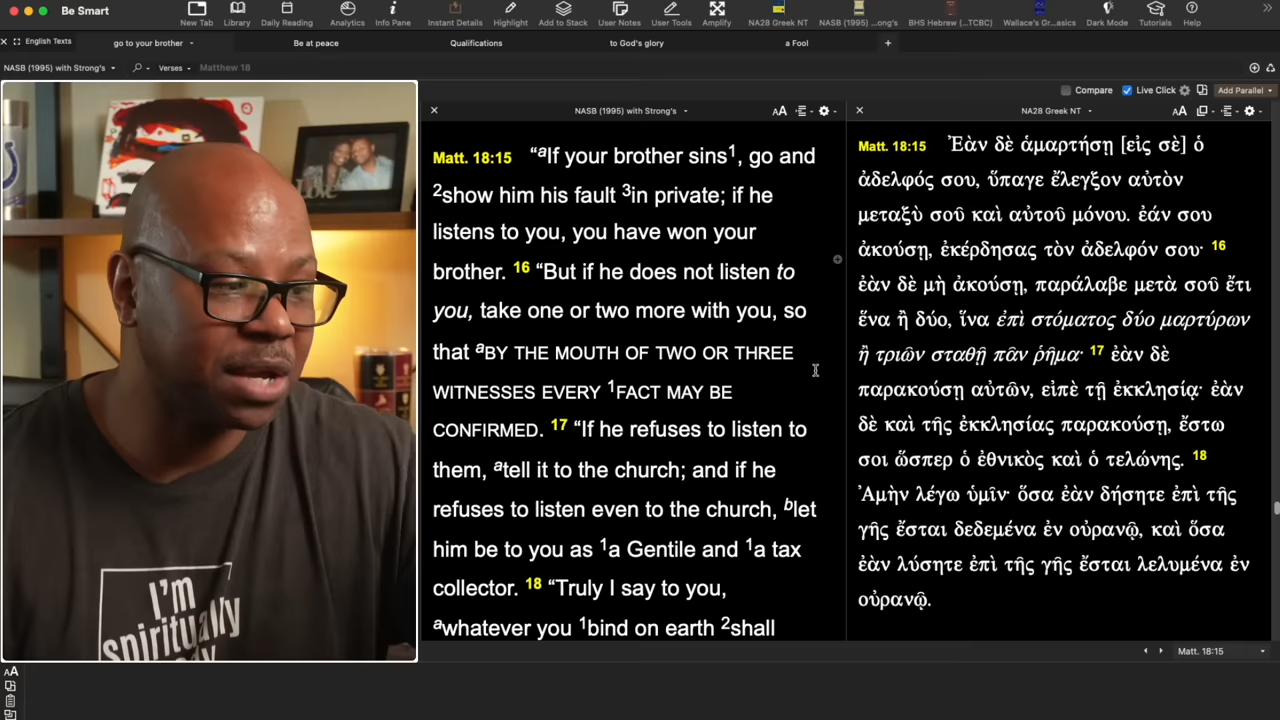 Be Smart
New Tab Library Daily Reading Analytics Info Pane Instant Details Highlight Add to Stack User Notes User Tools Amplify NA28 Greek NT NASB (1995) ...ong's BHS Hebrew (...TCBC) Wallace's Gr...asics Dark Mode Tutorials Help
English Texts go to your brother Be at peace Qualifications to God's glory a Fool
NASB (1995) with Strong's Verses Matthew 18
Compare Live Click Add Parallel
NASB (1995) with Strong's
Matt. 18:15 “aIf your brother sins1, go and
2show him his fault 3in private; if he
listens to you, you have won your
brother. 16 “But if he does not listen to
you, take one or two more with you, so
that aBY THE MOUTH OF TWO OR THREE
WITNESSES EVERY 1FACT MAY BE
CONFIRMED. 17 “If he refuses to listen to
them, atell it to the church; and if he
refuses to listen even to the church, blet
him be to you as 1a Gentile and 1a tax
collector. 18 “Truly I say to you,
awhatever you 1bind on earth 2shall
NA28 Greek NT
Matt. 18:15 Ἐὰν δὲ ἁμαρτήσῃ [εἰς σὲ] ὁ
ἀδελφός σου, ὕπαγε ἔλεγξον αὐτὸν
μεταξὺ σοῦ καὶ αὐτοῦ μόνου. ἐάν σου
ἀκούσῃ, ἐκέρδησας τὸν ἀδελφόν σου· 16
ἐὰν δὲ μὴ ἀκούσῃ, παράλαβε μετὰ σοῦ ἔτι
ἕνα ἢ δύο, ἵνα ἐπὶ στόματος δύο μαρτύρων
ἢ τριῶν σταθῇ πᾶν ῥῆμα· 17 ἐὰν δὲ
παρακούσῃ αὐτῶν, εἰπὲ τῇ ἐκκλησίᾳ· ἐὰν
δὲ καὶ τῆς ἐκκλησίας παρακούσῃ, ἔστω
σοι ὥσπερ ὁ ἐθνικὸς καὶ ὁ τελώνης. 18
Ἀμὴν λέγω ὑμῖν· ὅσα ἐὰν δήσητε ἐπὶ τῆς
γῆς ἔσται δεδεμένα ἐν οὐρανῷ, καὶ ὅσα
ἐὰν λύσητε ἐπὶ τῆς γῆς ἔσται λελυμένα ἐν
οὐρανῷ.
Matt. 18:15
Love
I'm
spiritually